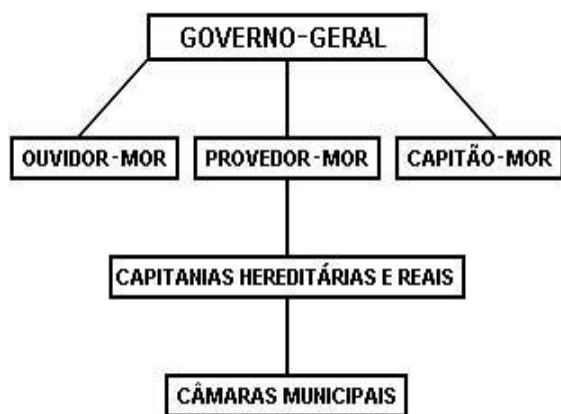 GOVERNO-GERAL
OUVIDOR-MOR
PROVEDOR-MOR
CAPITÃO-MOR
CAPITANIAS HEREDITÁRIAS E REAIS
CÂMARAS MUNICIPAIS